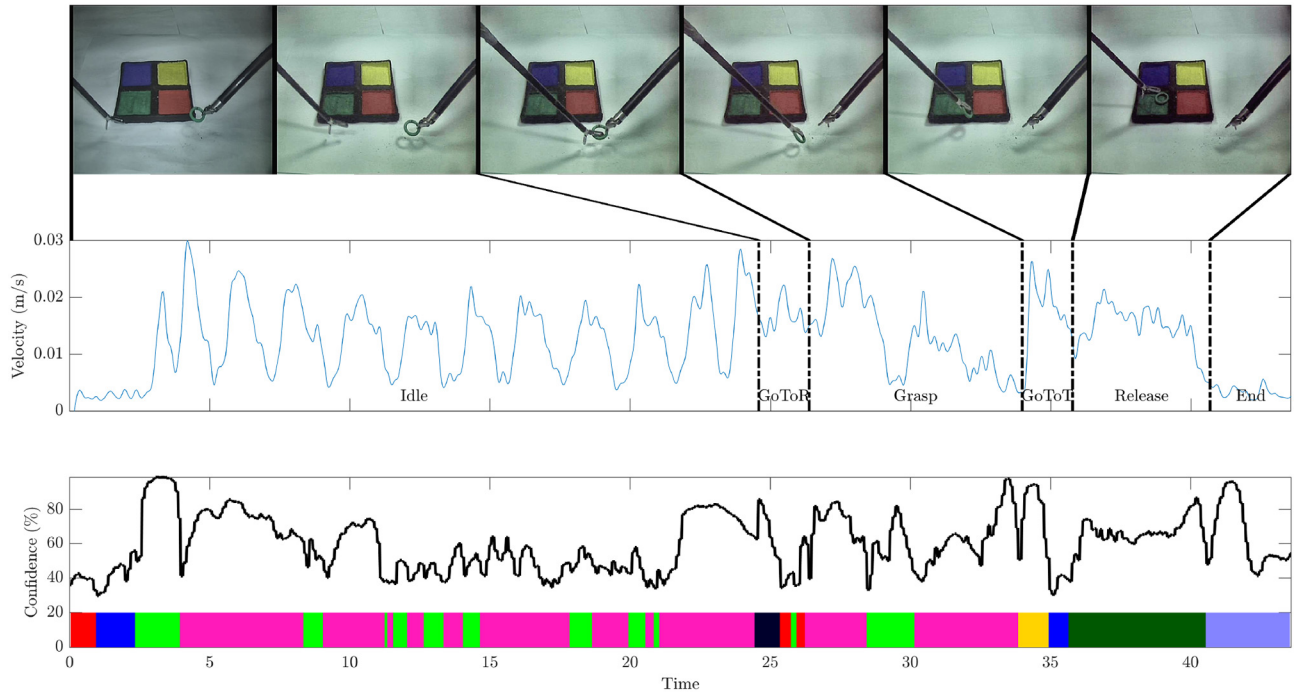 0.03
0.02
0.01
0
Velocity (m/s)
Idle
GoToR
Grasp
GoToT
Release
End
80
60
40
20
0
Confidence (%)
0 5 10 15 20 25 30 35 40
Time